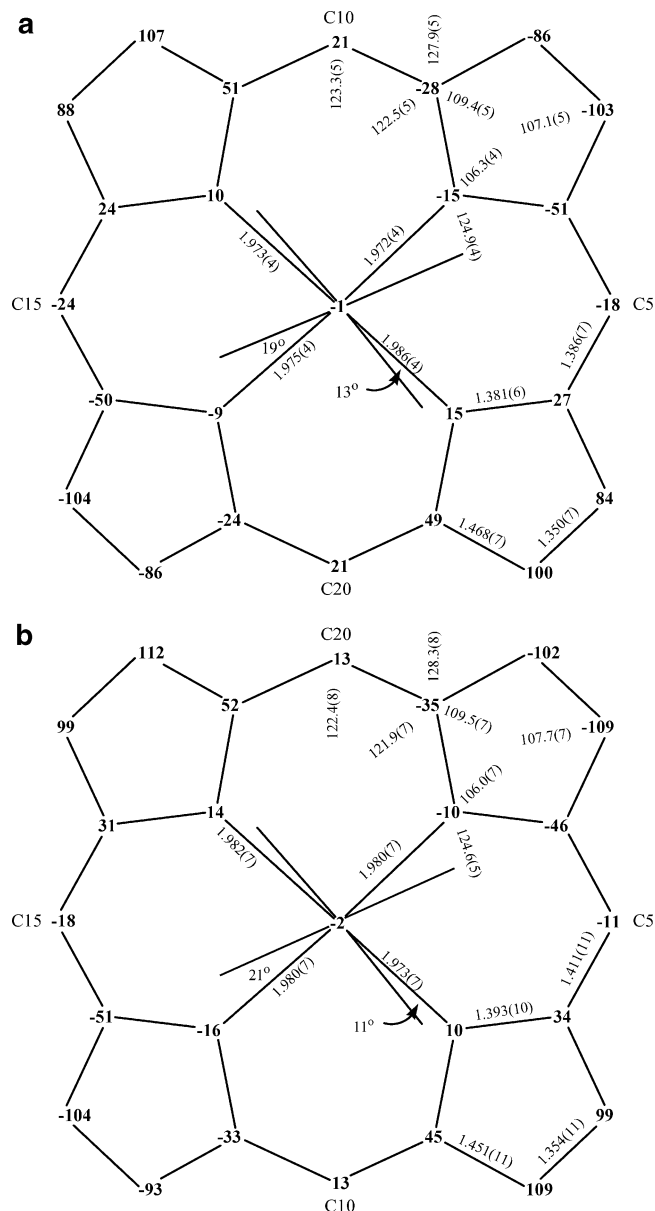 a
C10
107 21 -86
127.9(5)
51 123.3(5) -28
109.4(5)
122.5(5)
88 107.1(5) -103
106.3(4)
24 10 -15 -51
124.9(4)
1.973(4) 1.972(4)
C15 -24 -1 -18 C5
19° 1.975(4) 1.986(4) 1.386(7)
13°
-50 -9 15 1.381(6) 27
-104 84
-24 49 1.468(7) 1.350(7)
-86 21 100
C20
b
C20
112 13 -102
128.3(8)
52 122.4(8) -35
109.5(7)
121.9(7)
99 107.7(7) -109
106.0(7)
31 14 -10 -46
124.6(5)
1.982(7) 1.980(7)
C15 -18 -2 -11 C5
21° 1.980(7) 1.973(7) 1.411(11)
11°
-51 -16 10 1.393(10) 34
-104 99
-33 45 1.451(11) 1.354(11)
-93 13 109
C10